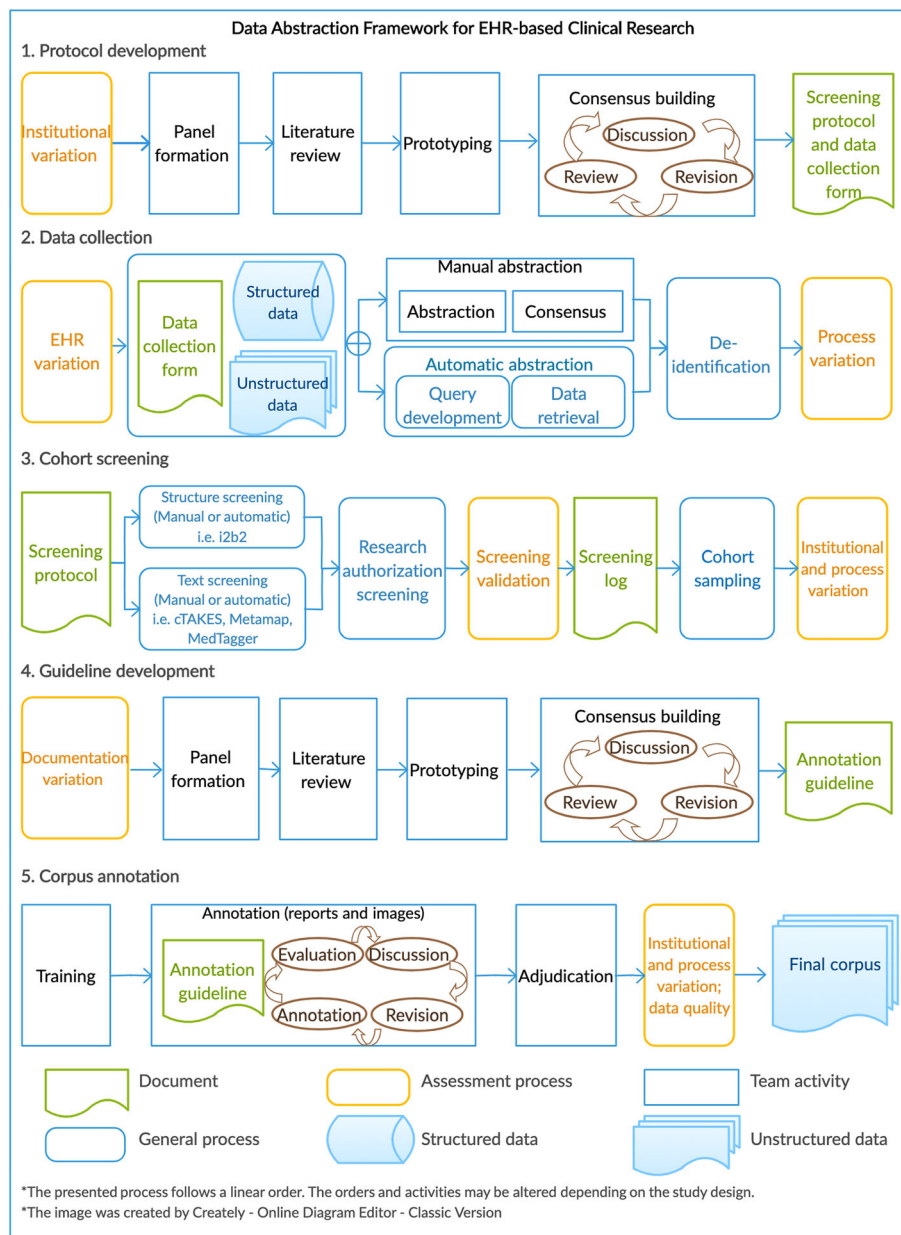 Data Abstraction Framework for EHR-based Clinical Research
1. Protocol development
Institutional
variation
Panel
formation
Literature
review
Prototyping
Consensus building
Discussion
Review
Revision
Screening
protocol
and data
collection
form
2. Data collection
EHR
variation
Data
collection
form
Structured
data
Unstructured
data
Manual abstraction
Abstraction
Consensus
Automatic abstraction
Query
development
Data
retrieval
De-
identification
Process
variation
3. Cohort screening
Screening
protocol
Structure screening
(Manual or automatic)
i.e. i2b2
Text screening
(Manual or automatic)
i.e. cTAKES, Metamap,
MedTagger
Research
authorization
screening
Screening
validation
Screening
log
Cohort
sampling
Institutional
and process
variation
4. Guideline development
Documentation
variation
Panel
formation
Literature
review
Prototyping
Consensus building
Discussion
Review
Revision
Annotation
guideline
5. Corpus annotation
Training
Annotation (reports and images)
Annotation
guideline
Evaluation
Discussion
Annotation
Revision
Adjudication
Institutional
and process
variation;
data quality
Final corpus
Document
Assessment process
Team activity
General process
Structured data
Unstructured data
*The presented process follows a linear order. The orders and activities may be altered depending on the study design.
*The image was created by Creately - Online Diagram Editor - Classic Version